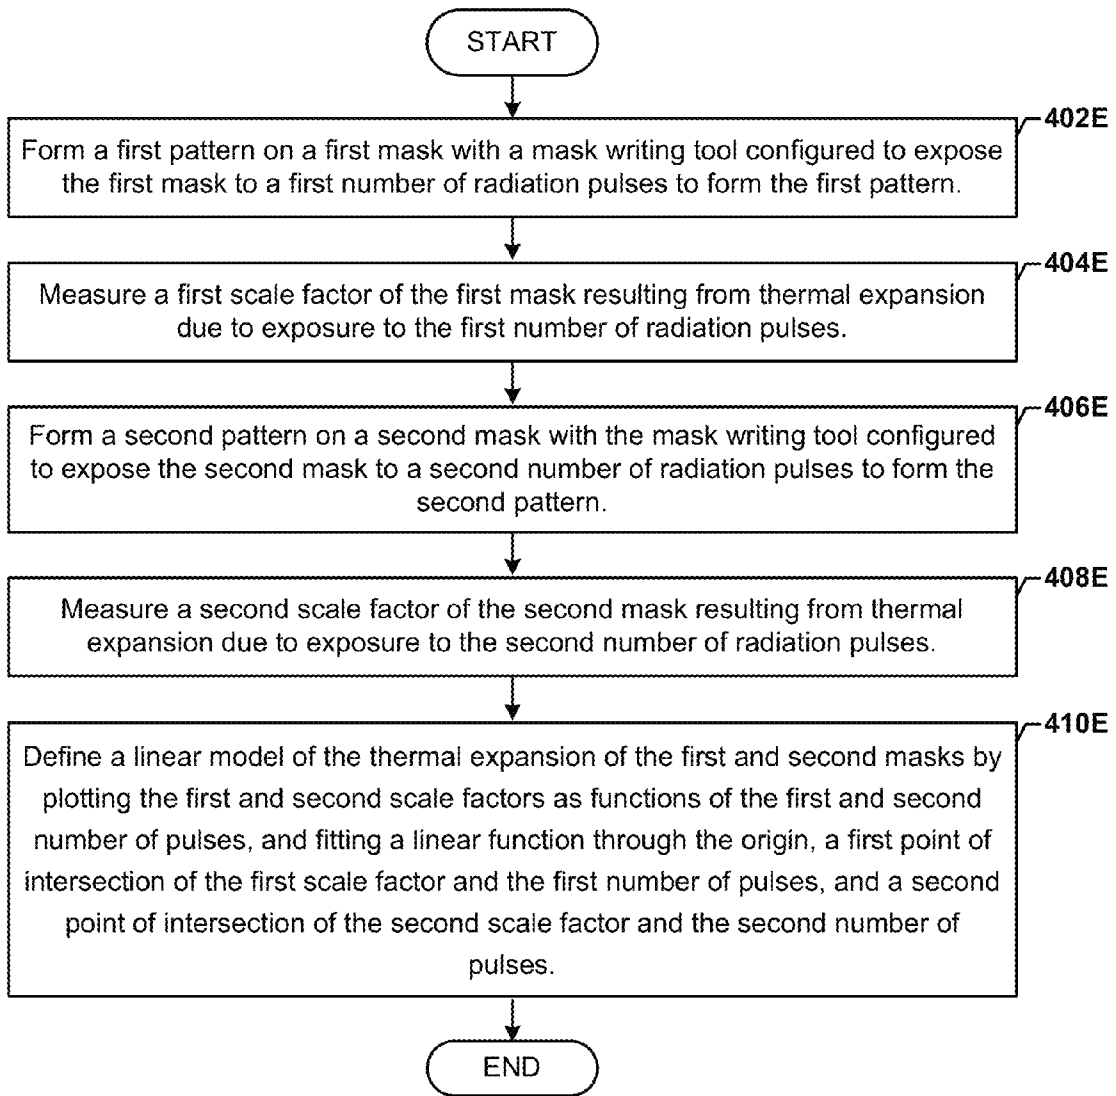 START
402E
Form a first pattern on a first mask with a mask writing tool configured to expose
the first mask to a first number of radiation pulses to form the first pattern.
404E
Measure a first scale factor of the first mask resulting from thermal expansion
due to exposure to the first number of radiation pulses.
406E
Form a second pattern on a second mask with the mask writing tool configured
to expose the second mask to a second number of radiation pulses to form the
second pattern.
408E
Measure a second scale factor of the second mask resulting from thermal
expansion due to exposure to the second number of radiation pulses.
410E
Define a linear model of the thermal expansion of the first and second masks by
plotting the first and second scale factors as functions of the first and second
number of pulses, and fitting a linear function through the origin, a first point of
intersection of the first scale factor and the first number of pulses, and a second
point of intersection of the second scale factor and the second number of
pulses.
END